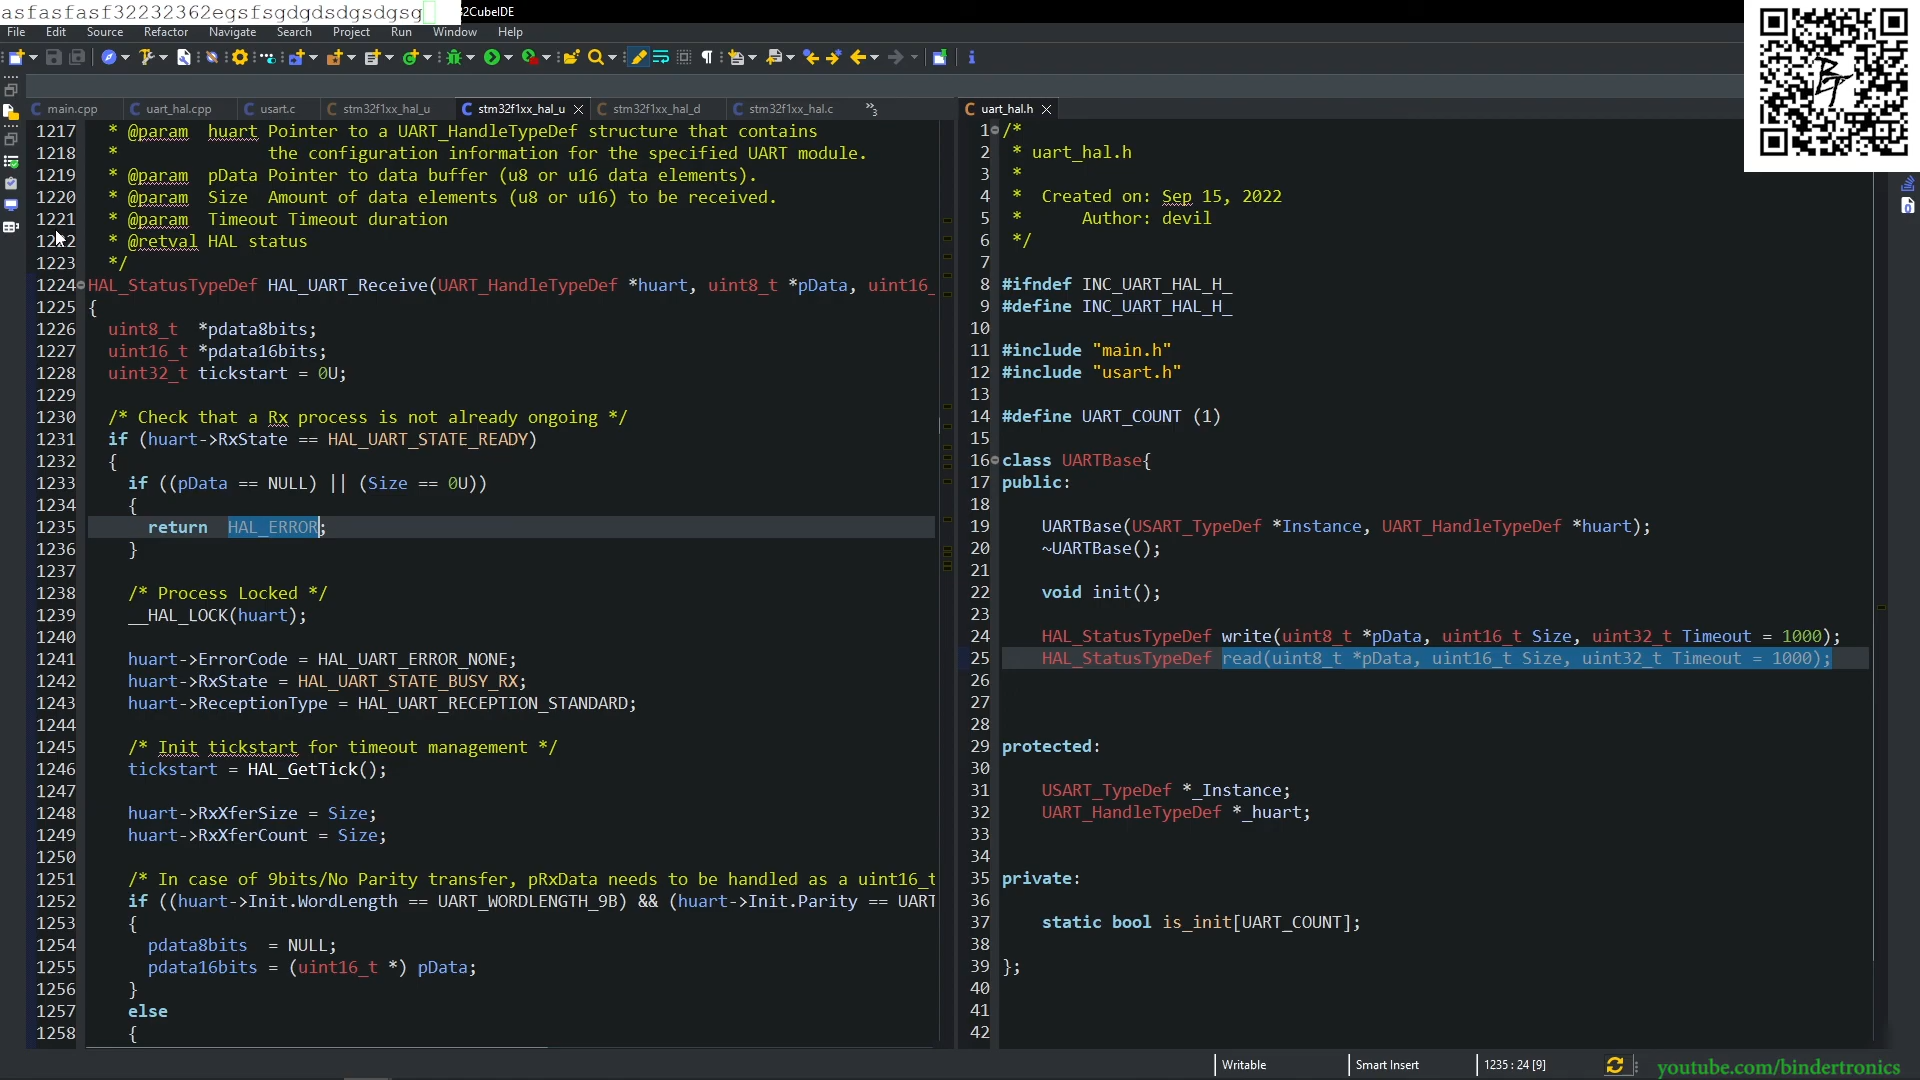 asfasfasf32232362egsfsgdgdsdgsdgsg
2CubeIDE
File Edit Source Refactor Navigate Search Project Run Window Help
main.cpp uart_hal.cpp usart.c stm32f1xx_hal_u stm32f1xx_hal_u stm32f1xx_hal_d stm32f1xx_hal.c »3
1217 * @param huart Pointer to a UART_HandleTypeDef structure that contains
1218 * the configuration information for the specified UART module.
1219 * @param pData Pointer to data buffer (u8 or u16 data elements).
1220 * @param Size Amount of data elements (u8 or u16) to be received.
1221 * @param Timeout Timeout duration
1222 * @retval HAL status
1223 */
1224 HAL_StatusTypeDef HAL_UART_Receive(UART_HandleTypeDef *huart, uint8_t *pData, uint16_
1225 {
1226 uint8_t *pdata8bits;
1227 uint16_t *pdata16bits;
1228 uint32_t tickstart = 0U;
1229
1230 /* Check that a Rx process is not already ongoing */
1231 if (huart->RxState == HAL_UART_STATE_READY)
1232 {
1233 if ((pData == NULL) || (Size == 0U))
1234 {
1235 return HAL_ERROR;
1236 }
1237
1238 /* Process Locked */
1239 __HAL_LOCK(huart);
1240
1241 huart->ErrorCode = HAL_UART_ERROR_NONE;
1242 huart->RxState = HAL_UART_STATE_BUSY_RX;
1243 huart->ReceptionType = HAL_UART_RECEPTION_STANDARD;
1244
1245 /* Init tickstart for timeout management */
1246 tickstart = HAL_GetTick();
1247
1248 huart->RxXferSize = Size;
1249 huart->RxXferCount = Size;
1250
1251 /* In case of 9bits/No Parity transfer, pRxData needs to be handled as a uint16_t
1252 if ((huart->Init.WordLength == UART_WORDLENGTH_9B) && (huart->Init.Parity == UART
1253 {
1254 pdata8bits = NULL;
1255 pdata16bits = (uint16_t *) pData;
1256 }
1257 else
1258 {
uart_hal.h
1 /*
2 * uart_hal.h
3 *
4 * Created on: Sep 15, 2022
5 * Author: devil
6 */
7
8 #ifndef INC_UART_HAL_H_
9 #define INC_UART_HAL_H_
10
11 #include "main.h"
12 #include "usart.h"
13
14 #define UART_COUNT (1)
15
16 class UARTBase{
17 public:
18
19 UARTBase(USART_TypeDef *Instance, UART_HandleTypeDef *huart);
20 ~UARTBase();
21
22 void init();
23
24 HAL_StatusTypeDef write(uint8_t *pData, uint16_t Size, uint32_t Timeout = 1000);
25 HAL_StatusTypeDef read(uint8_t *pData, uint16_t Size, uint32_t Timeout = 1000);
26
27
28
29 protected:
30
31 USART_TypeDef *_Instance;
32 UART_HandleTypeDef *_huart;
33
34
35 private:
36
37 static bool is_init[UART_COUNT];
38
39 };
40
41
42
BT
Writable Smart Insert 1235 : 24 [9]
youtube.com/bindertronics